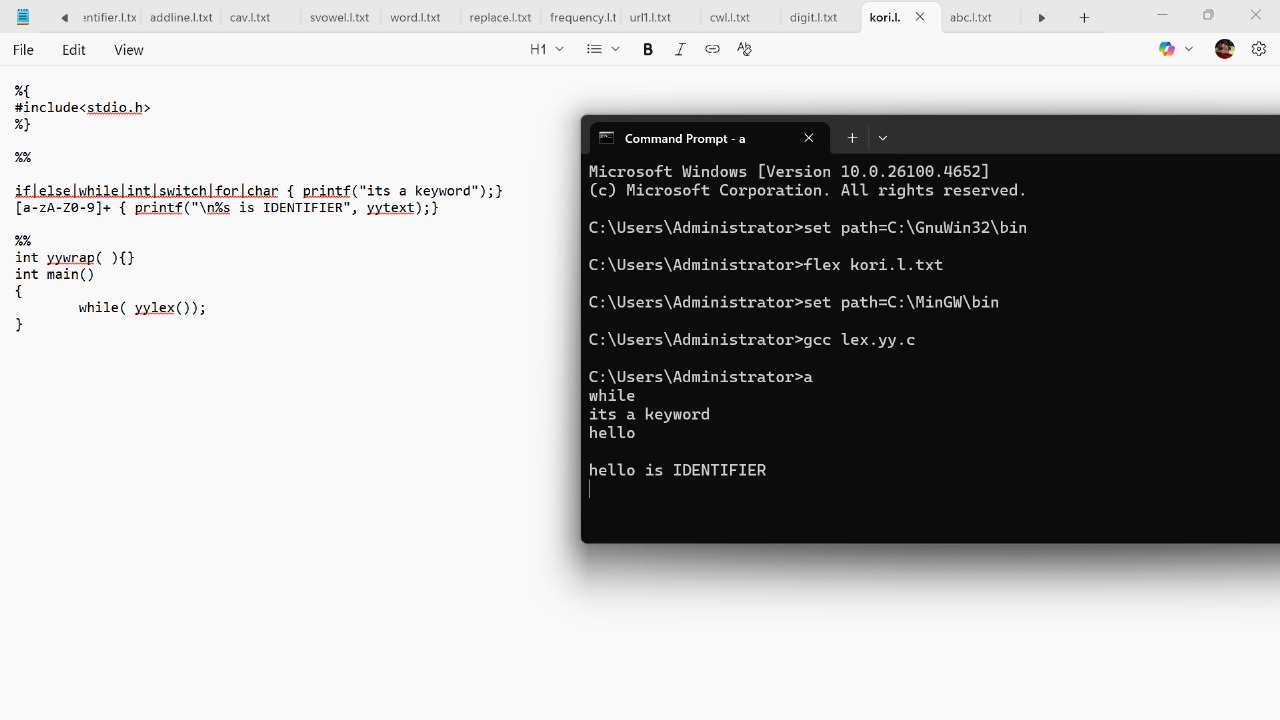 entifier.l.tx addline.l.txt cav.l.txt svowel.l.txt word.l.txt replace.l.txt frequency.l.t url1.l.txt cwl.l.txt digit.l.txt kori.l. abc.l.txt
File Edit View H1 B I
%{
#include<stdio.h>
%}
%%
if|else|while|int|switch|for|char { printf("its a keyword");}
[a-zA-Z0-9]+ { printf("\n%s is IDENTIFIER", yytext);}
%%
int yywrap( ){}
int main()
{
while( yylex());
}
Command Prompt - a
Microsoft Windows [Version 10.0.26100.4652]
(c) Microsoft Corporation. All rights reserved.
C:\Users\Administrator>set path=C:\GnuWin32\bin
C:\Users\Administrator>flex kori.l.txt
C:\Users\Administrator>set path=C:\MinGW\bin
C:\Users\Administrator>gcc lex.yy.c
C:\Users\Administrator>a
while
its a keyword
hello
hello is IDENTIFIER